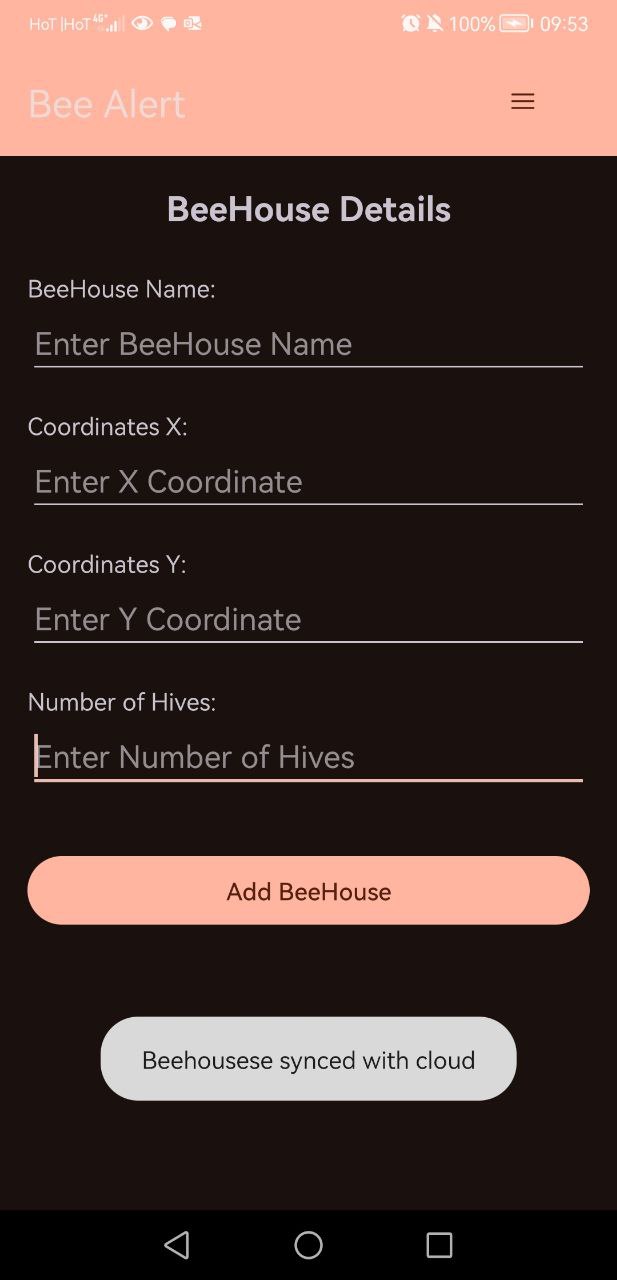 HoT |HoT 4G+ 100% 09:53
Bee Alert
BeeHouse Details
BeeHouse Name:
Enter BeeHouse Name
Coordinates X:
Enter X Coordinate
Coordinates Y:
Enter Y Coordinate
Number of Hives:
Enter Number of Hives
Add BeeHouse
Beehousese synced with cloud